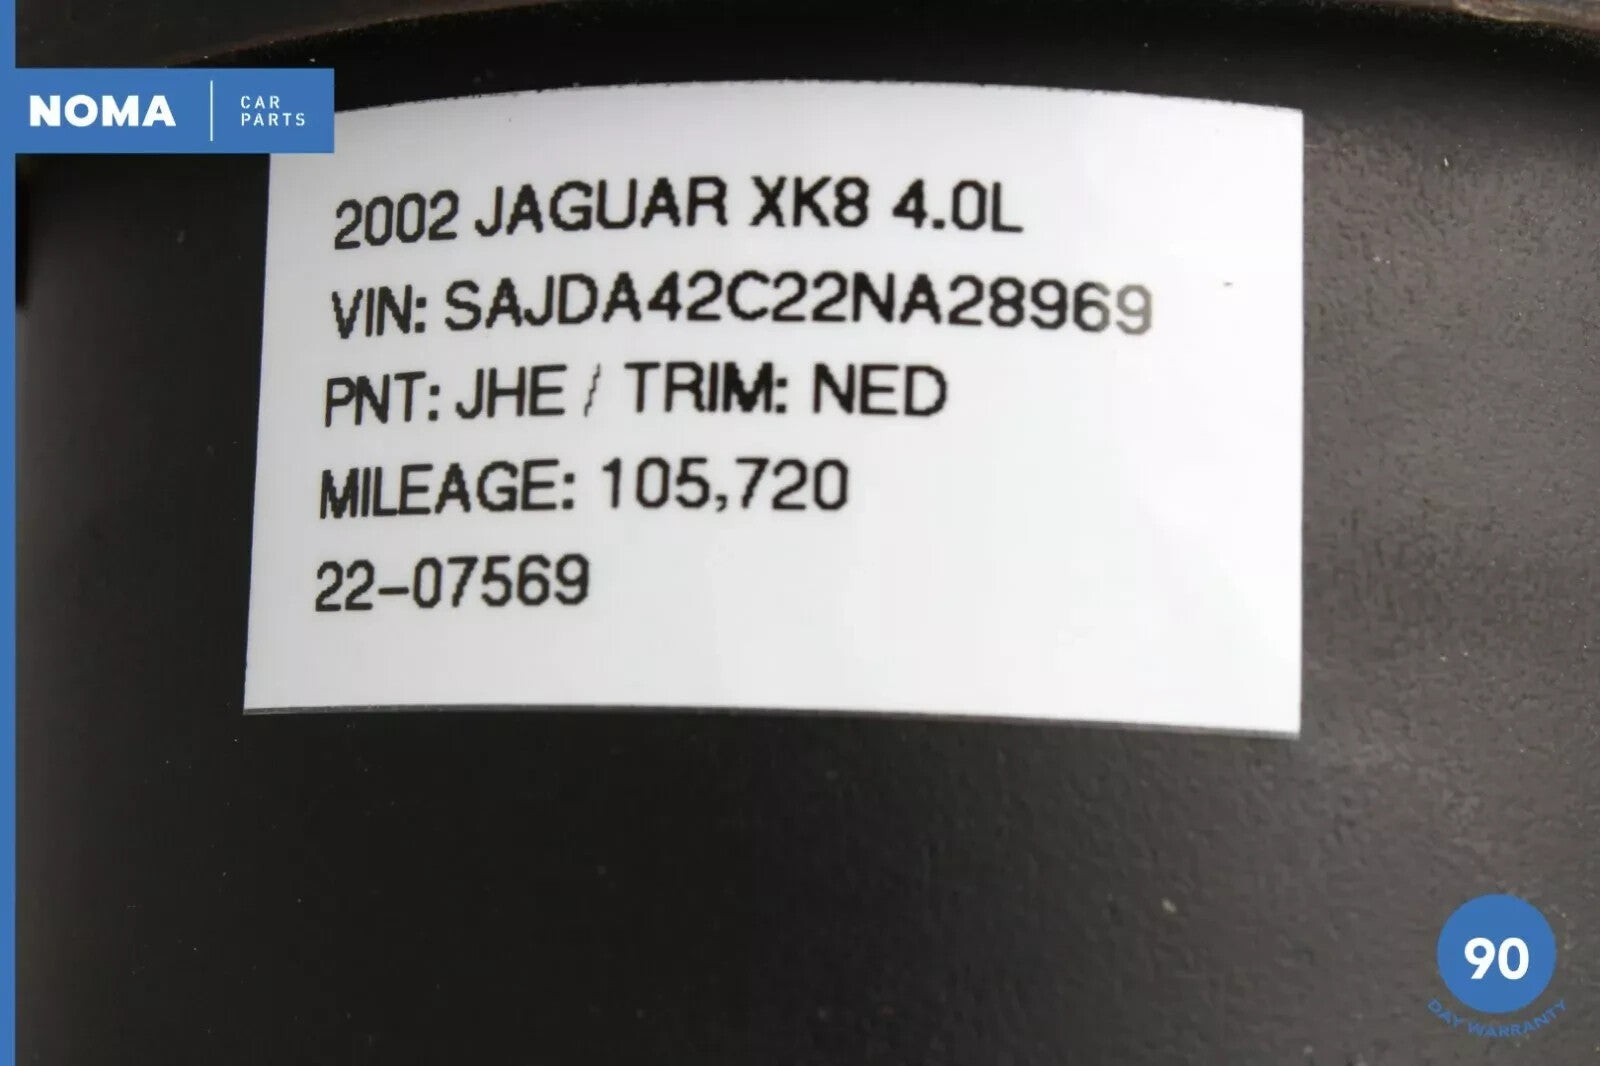 NOMA
CAR
PARTS
2002 JAGUAR XK8 4.0L
VIN: SAJDA42C22NA28969
PNT: JHE / TRIM: NED
MILEAGE: 105,720
22-07569
90
DAY WARRANTY